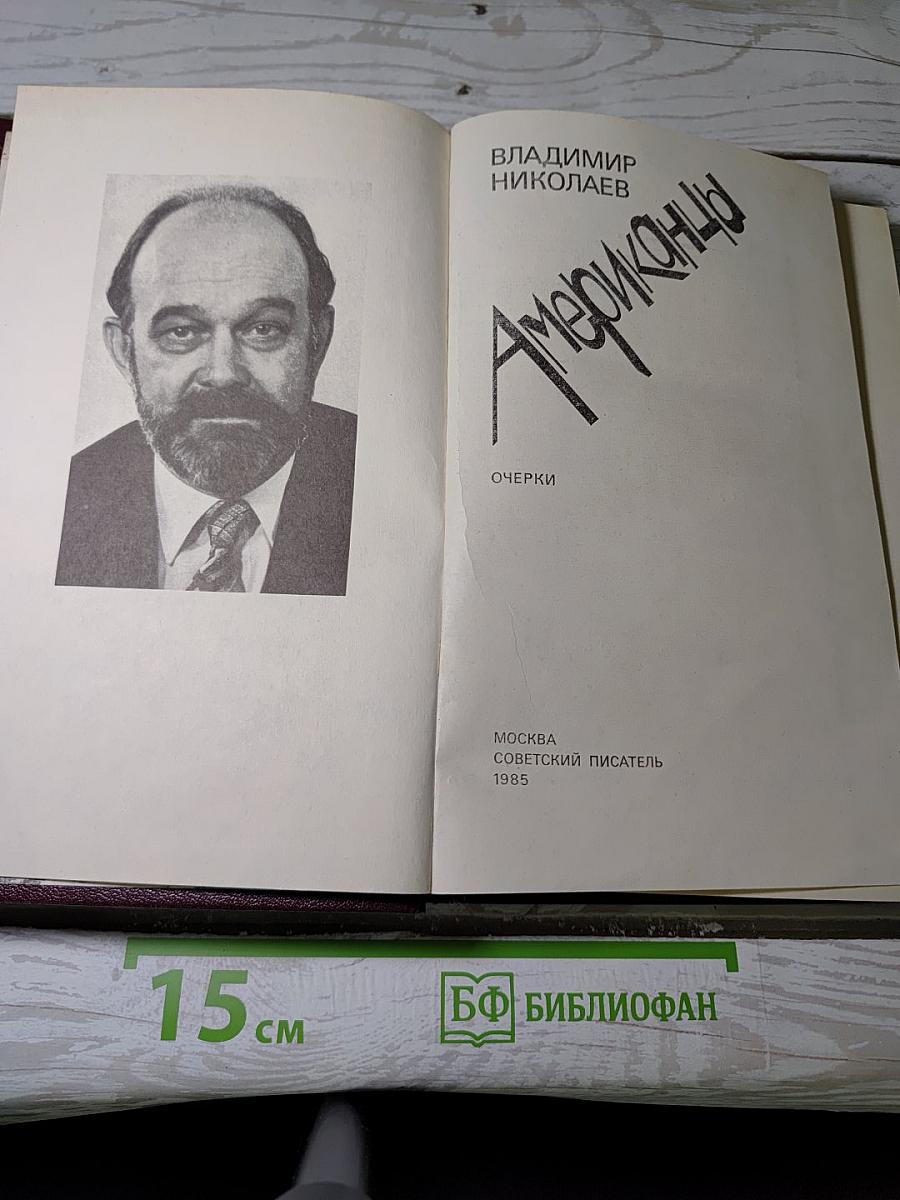 ВЛАДИМИР
НИКОЛАЕВ
Американцы
ОЧЕРКИ
МОСКВА
СОВЕТСКИЙ ПИСАТЕЛЬ
1985
15 см
БФ БИБЛИОФАН